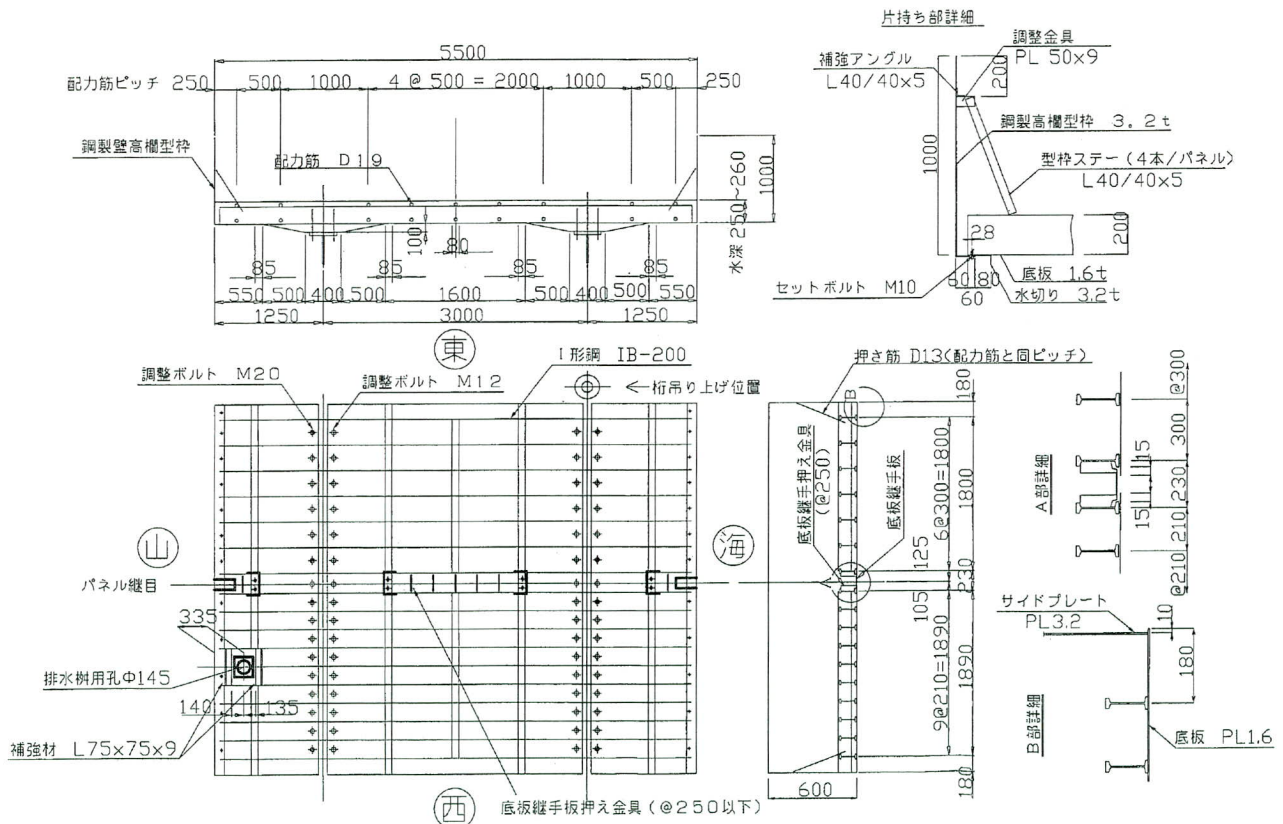 5500
配力筋ピッチ 250 500 1000 4 @ 500 = 2000 1000 500 250
鋼製壁高欄型枠
配力筋 D19
1000
水深 250~260
100
80
85 85 85 85
550 500 400 500 1600 500 400 500 550
1250 3000 1250
片持ち部詳細
調整金具
PL 50×9
補強アングル
L40/40×5
200
鋼製高欄型枠 3.2t
1000
型枠ステー(4本/パネル)
L40/40×5
28
200
底板 1.6t
セットボルト M10
80 80
60
水切り 3.2t
東
I形鋼 IB-200
調整ボルト M20
調整ボルト M12
←桁吊り上げ位置
山
海
パネル継目
335
排水桝用孔Φ145
140 135
補強材 L75×75×9
西
底板継手板押え金具(@250以下)
押さ筋 D13(配力筋と同ピッチ)
B
180
底板継手押え金具
(@250)
底板継手板
6@300=1800
1800
125
230
105
9@210=1890
1890
180
600
A部詳細
@300
300
15
230
15
210
@210
サイドプレート
PL3.2
10
180
B部詳細
底板 PL1.6